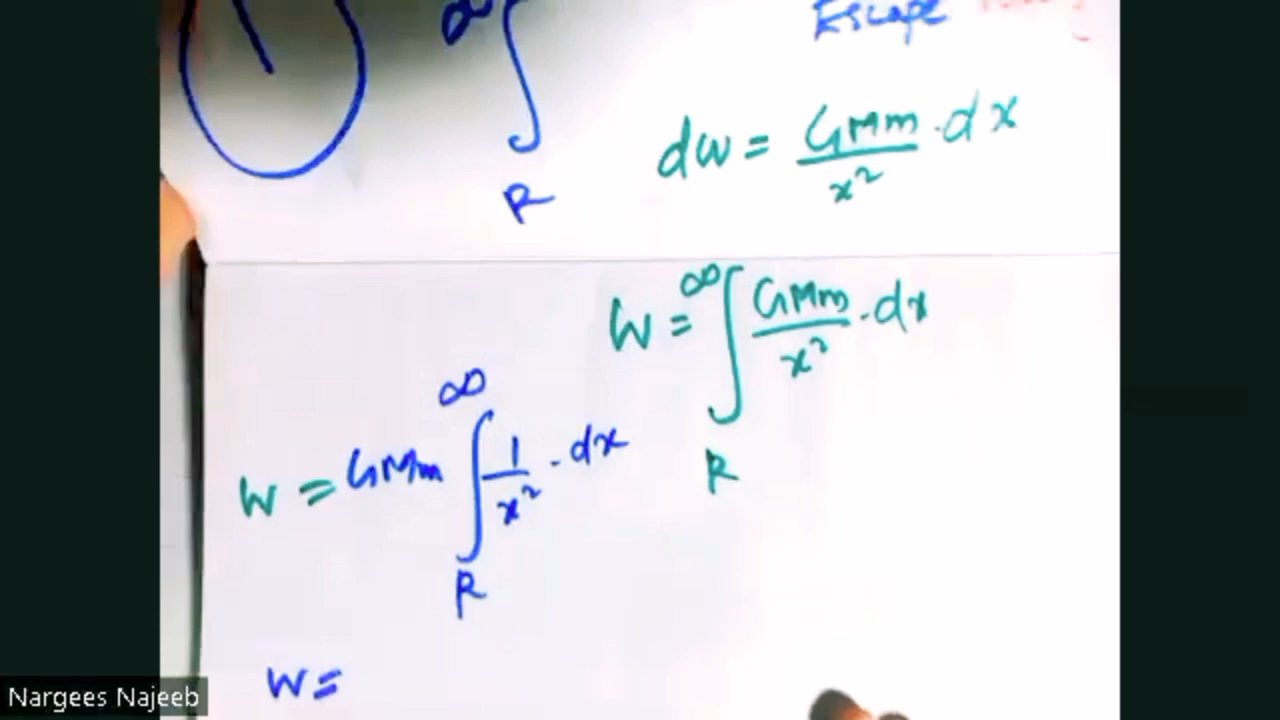 ∞∫R
Escape
dw = GMm/x² . dx
W = ∞∫R GMm/x² . dx
W = GMm ∞∫R 1/x² . dx
W =
Nargees Najeeb